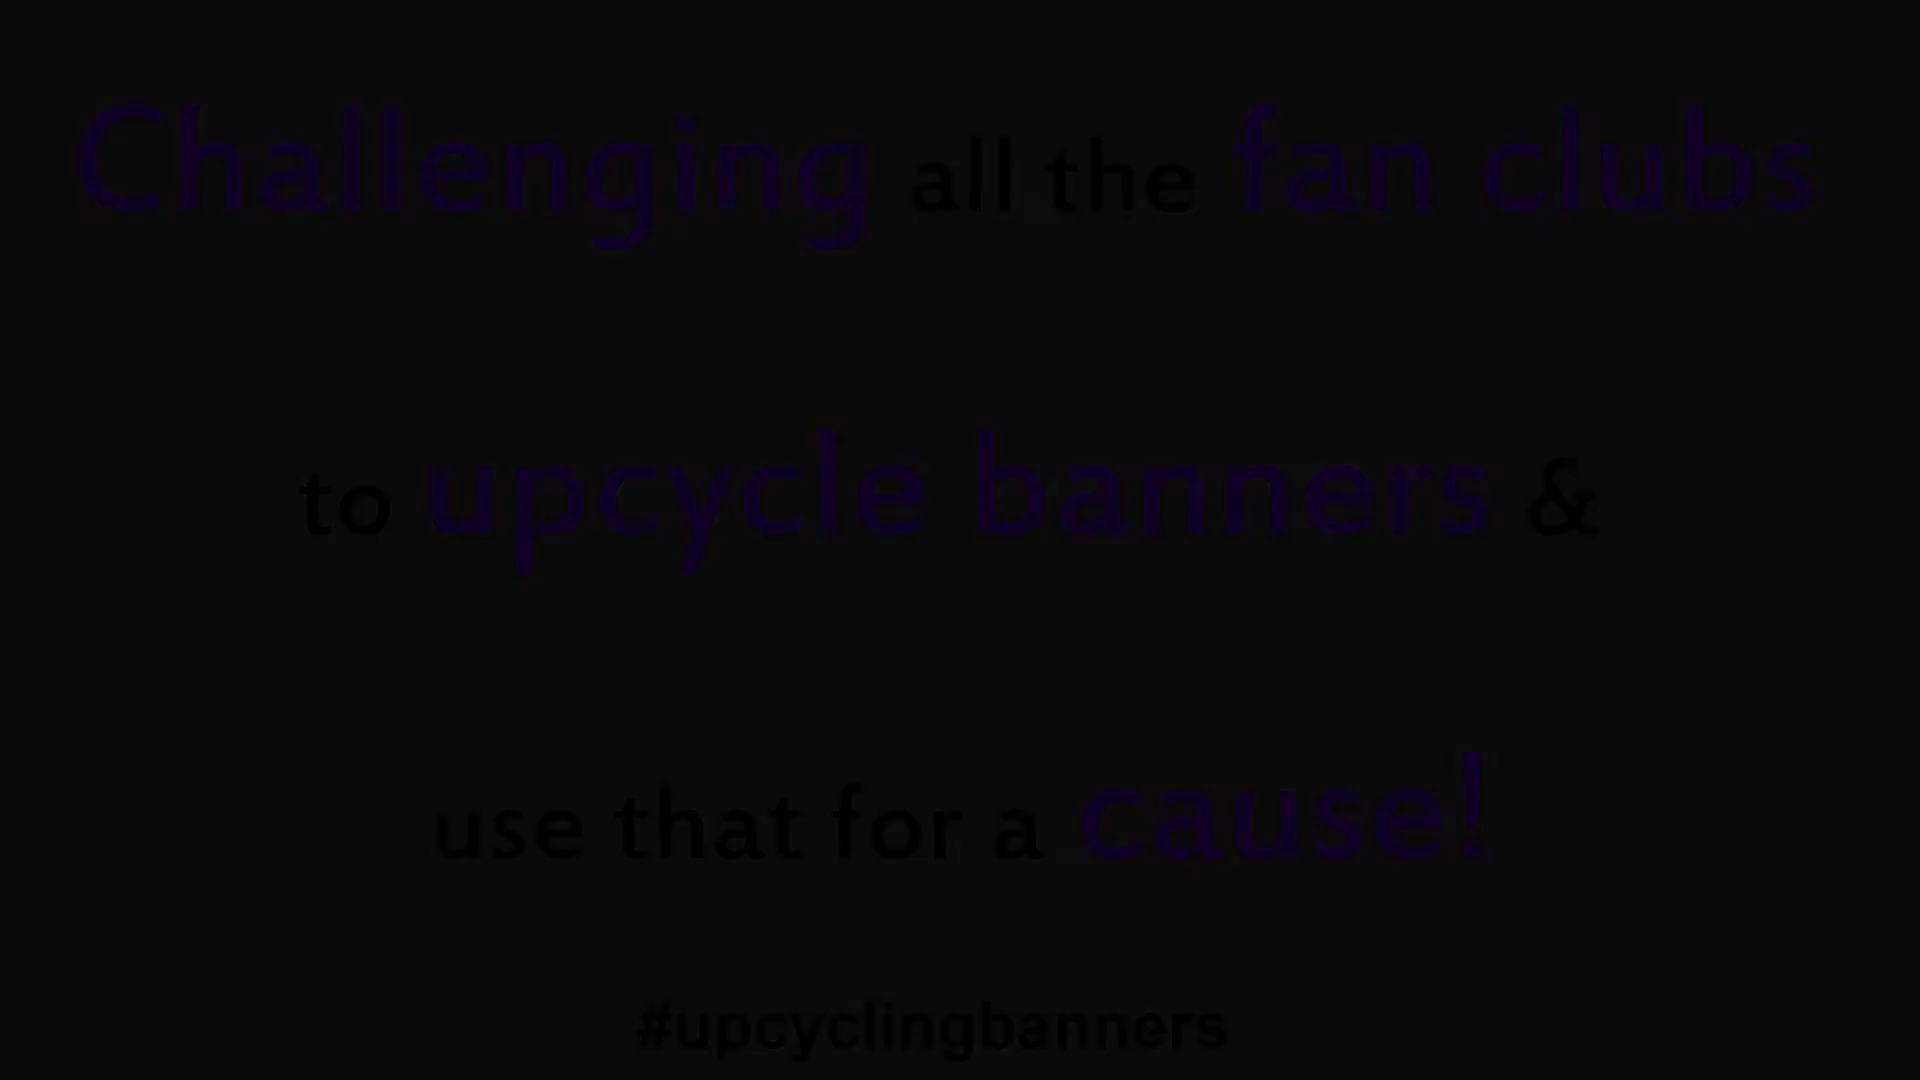 Challenging all the fan clubs
to upcycle banners &
use that for a cause!
#upcyclingbanners